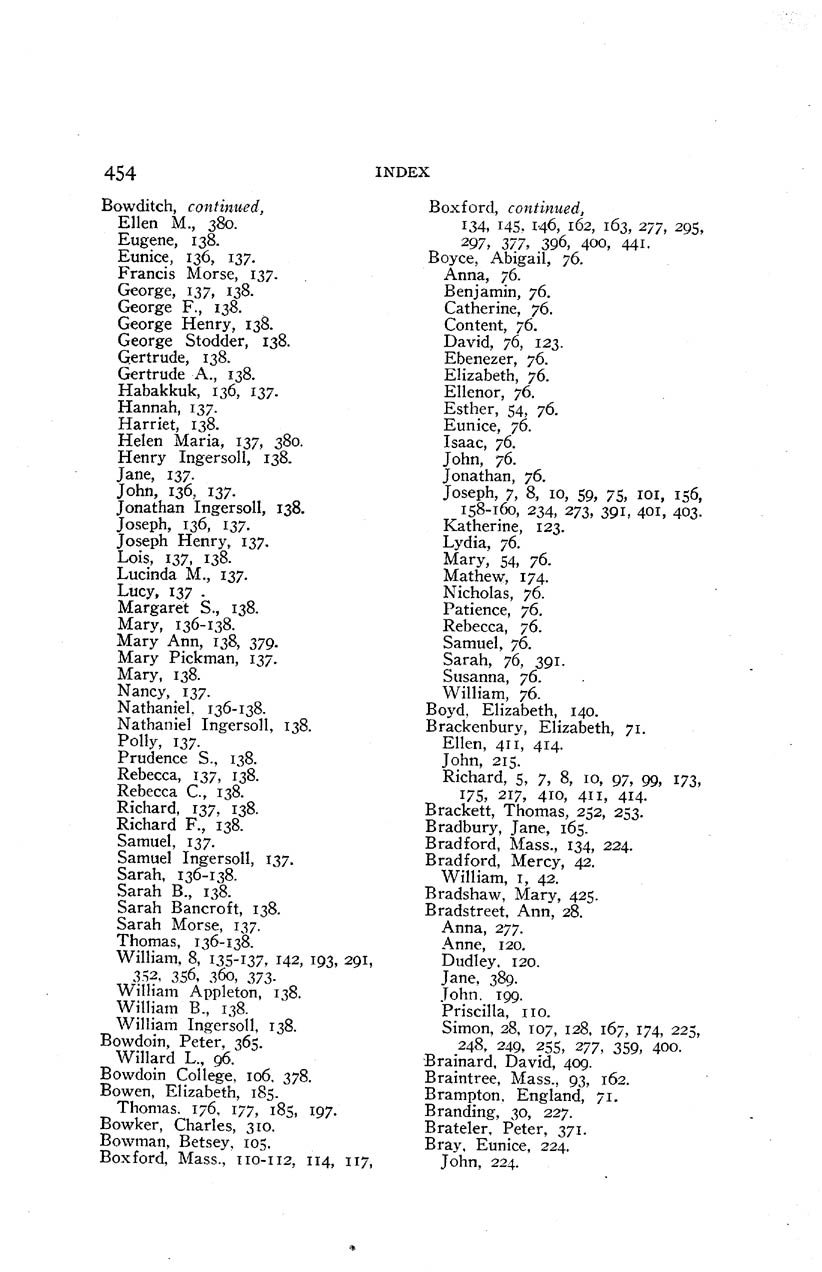 454
INDEX
Bowditch, continued,
Ellen M., 380.
Eugene, 138.
Eunice, 136, 137.
Francis Morse, 137.
George, 137, 138.
George F., 138.
George Henry, 138.
George Stodder, 138.
Gertrude, 138.
Gertrude A., 138.
Habakkuk, 136, 137.
Hannah, 137.
Harriet, 138.
Helen Maria, 137, 380.
Henry Ingersoll, 138.
Jane, 137.
John, 136, 137.
Jonathan Ingersoll, 138.
Joseph, 136, 137.
Joseph Henry, 137.
Lois, 137, 138.
Lucinda M., 137.
Lucy, 137 .
Margaret S., 138.
Mary, 136-138.
Mary Ann, 138, 379.
Mary Pickman, 137.
Mary, 138.
Nancy, 137.
Nathaniel, 136-138.
Nathaniel Ingersoll, 138.
Polly, 137.
Prudence S., 138.
Rebecca, 137, 138.
Rebecca C., 138.
Richard, 137, 138.
Richard F., 138.
Samuel, 137.
Samuel Ingersoll, 137.
Sarah, 136-138.
Sarah B., 138.
Sarah Bancroft, 138.
Sarah Morse, 137.
Thomas, 136-138.
William, 8, 135-137, 142, 193, 291,
352, 356, 360, 373.
William Appleton, 138.
William B., 138.
William Ingersoll, 138.
Bowdoin, Peter, 365.
Willard L., 96.
Bowdoin College, 106, 378.
Bowen, Elizabeth, 185.
Thomas, 176, 177, 185, 197.
Bowker, Charles, 310.
Bowman, Betsey, 105.
Boxford, Mass., 110-112, 114, 117,
Boxford, continued,
134, 145, 146, 162, 163, 277, 295,
297, 377, 396, 400, 441.
Boyce, Abigail, 76.
Anna, 76.
Benjamin, 76.
Catherine, 76.
Content, 76.
David, 76, 123.
Ebenezer, 76.
Elizabeth, 76.
Ellenor, 76.
Esther, 54, 76.
Eunice, 76.
Isaac, 76.
John, 76.
Jonathan, 76.
Joseph, 7, 8, 10, 59, 75, 101, 156,
158-160, 234, 273, 391, 401, 403.
Katherine, 123.
Lydia, 76.
Mary, 54, 76.
Mathew, 174.
Nicholas, 76.
Patience, 76.
Rebecca, 76.
Samuel, 76.
Sarah, 76, 391.
Susanna, 76.
William, 76.
Boyd, Elizabeth, 140.
Brackenbury, Elizabeth, 71.
Ellen, 411, 414.
John, 215.
Richard, 5, 7, 8, 10, 97, 99, 173,
175, 217, 410, 411, 414.
Brackett, Thomas, 252, 253.
Bradbury, Jane, 165.
Bradford, Mass., 134, 224.
Bradford, Mercy, 42.
William, 1, 42.
Bradshaw, Mary, 425.
Bradstreet, Ann, 28.
Anna, 277.
Anne, 120.
Dudley, 120.
Jane, 389.
John, 199.
Priscilla, 110.
Simon, 28, 107, 128, 167, 174, 225,
248, 249, 255, 277, 359, 400.
Brainard, David, 409.
Braintree, Mass., 93, 162.
Brampton, England, 71.
Branding, 30, 227.
Brateler, Peter, 371.
Bray, Eunice, 224.
John, 224.